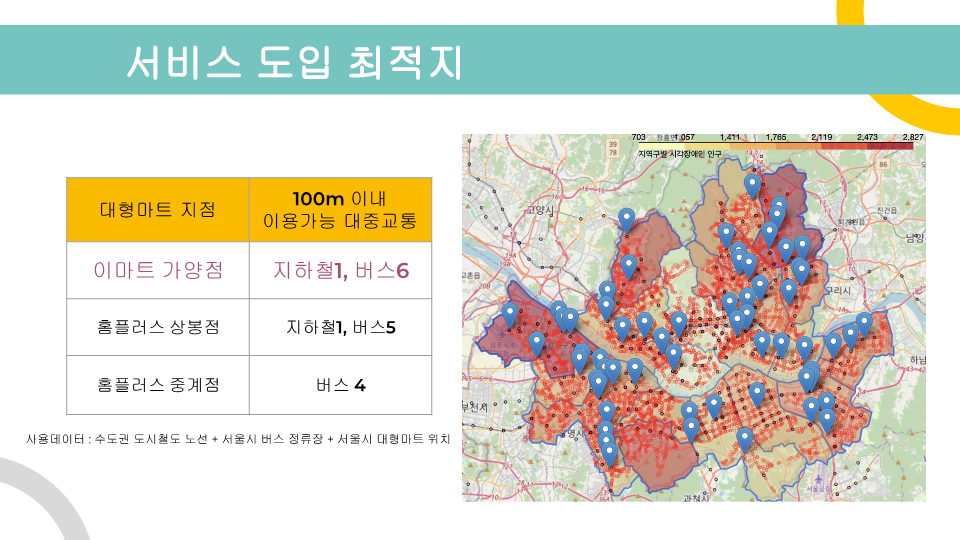 서비스 도입 최적지
대형마트 지점
100m 이내
이용가능 대중교통
이마트 가양점
지하철1, 버스6
홈플러스 상봉점
지하철1, 버스5
홈플러스 중계점
버스 4
사용데이터 : 수도권 도시철도 노선 + 서울시 버스 정류장 + 서울시 대형마트 위치
703 1,057 1,411 1,765 2,119 2,473 2,827
지역구별 시각장애인 인구
39
78
86
고양시
진건읍
구리시
부천시
과천시